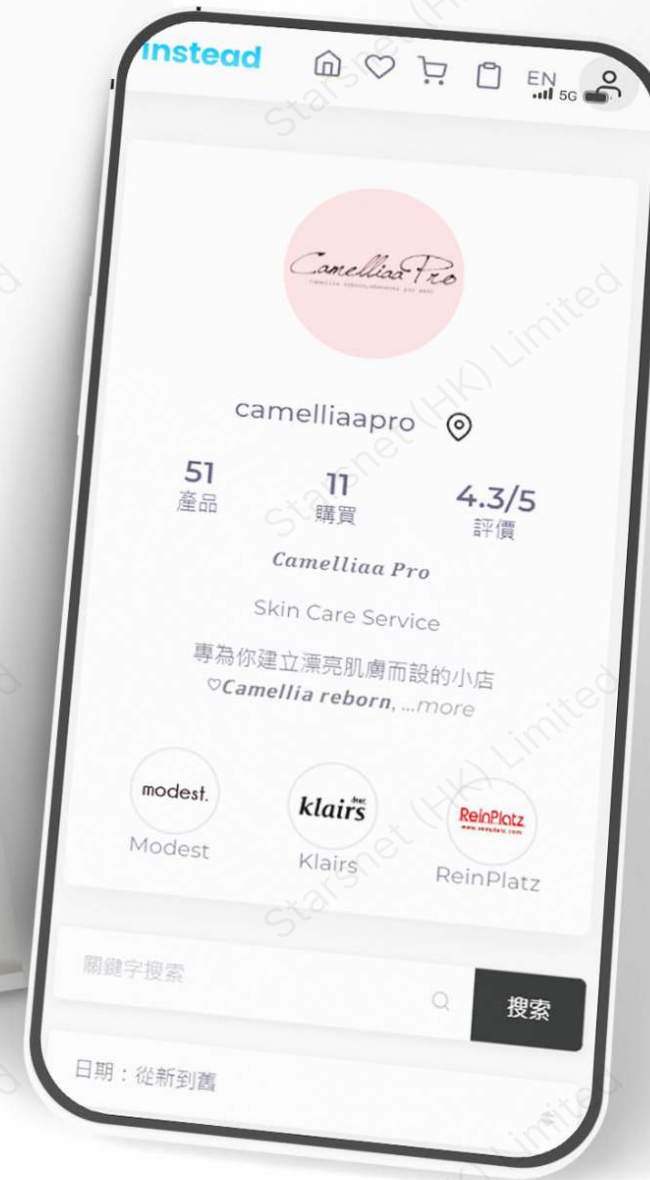 instead
EN
5G
Camelliaa Pro
camelliaapro
51
產品
11
購買
4.3/5
評價
Camelliaa Pro
Skin Care Service
專為你建立漂亮肌膚而設的小店
♡Camellia reborn, ...more
modest.
klairs
ReinPlatz
Modest
Klairs
ReinPlatz
關鍵字搜索
搜索
日期：從新到舊
Starsnet (HK) Limited